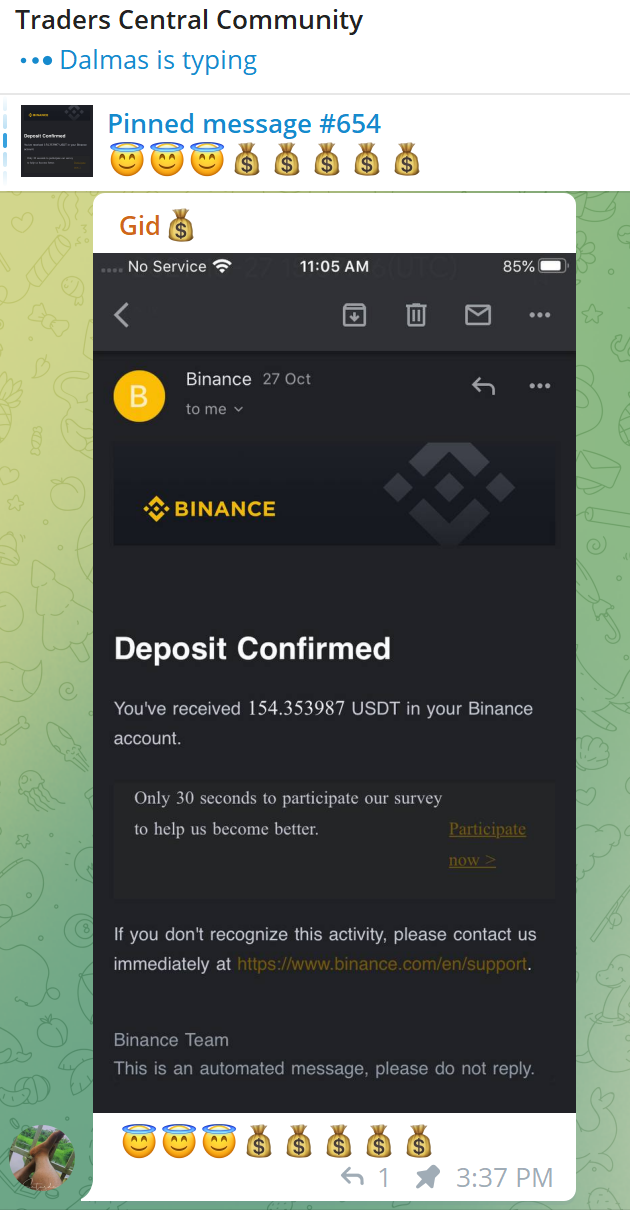 Traders Central Community
Dalmas is typing
Pinned message #654
😇😇😇💰💰💰💰💰
Gid💰
No Service 11:05 AM 85%
Binance 27 Oct
to me
B
BINANCE
Deposit Confirmed
You've received 154.353987 USDT in your Binance
account.
Only 30 seconds to participate our survey
to help us become better.
Participate
now >
If you don't recognize this activity, please contact us
immediately at https://www.binance.com/en/support.
Binance Team
This is an automated message, please do not reply.
😇😇😇💰💰💰💰💰
1 3:37 PM